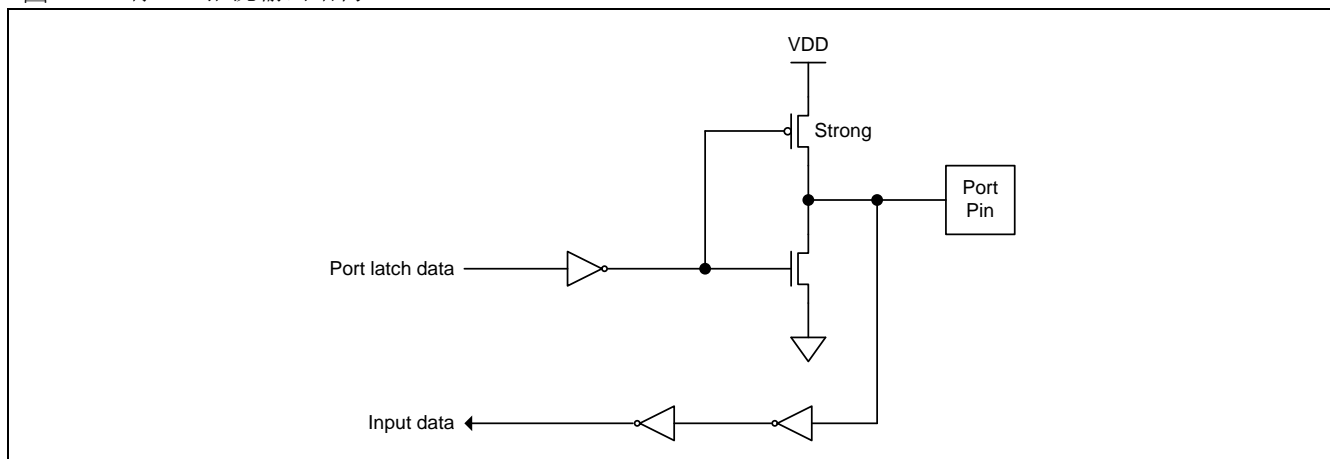 VDD
Strong
Port
Pin
Port latch data
Input data